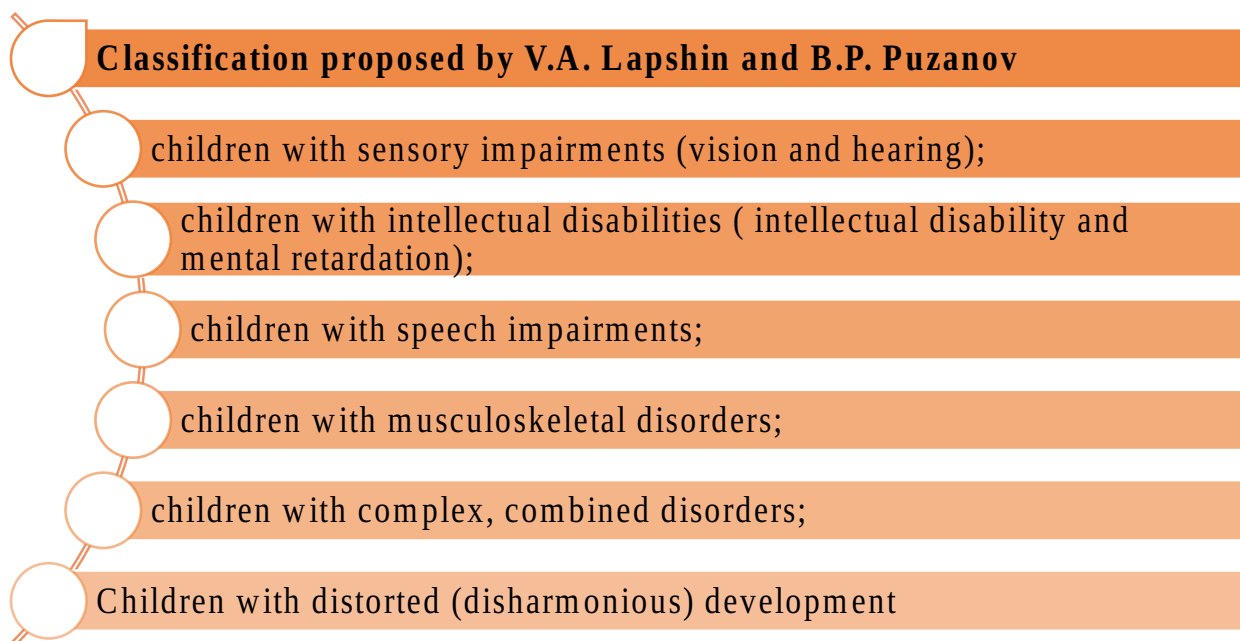 Classification proposed by V.A. Lapshin and B.P. Puzanov
children with sensory impairments (vision and hearing);
children with intellectual disabilities ( intellectual disability and
mental retardation);
children with speech impairments;
children with musculoskeletal disorders;
children with complex, combined disorders;
Children with distorted (disharmonious) development